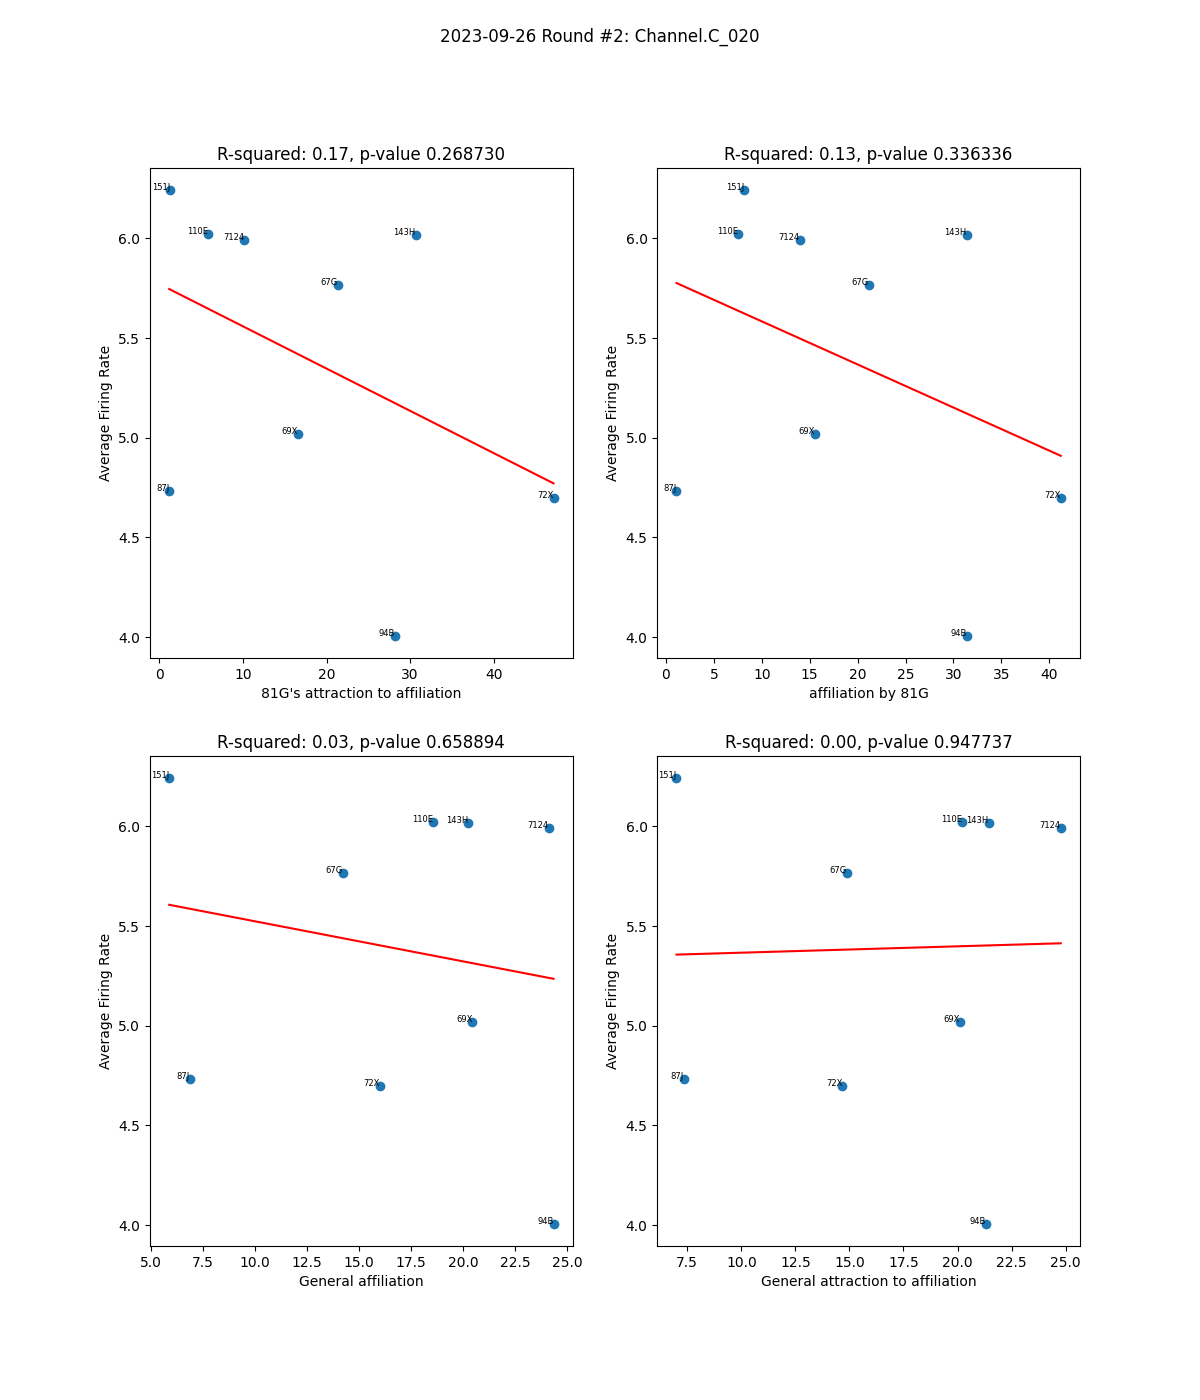 2023-09-26 Round #2: Channel.C_020
R-squared: 0.17, p-value 0.268730
Average Firing Rate
6.0
5.5
5.0
4.5
4.0
151J
110E
7124
143H
67G
69X
87J
72X
94B
0 10 20 30 40
81G's attraction to affiliation
R-squared: 0.13, p-value 0.336336
Average Firing Rate
6.0
5.5
5.0
4.5
4.0
151J
110E
7124
143H
67G
69X
87J
72X
94B
0 5 10 15 20 25 30 35 40
affiliation by 81G
R-squared: 0.03, p-value 0.658894
Average Firing Rate
6.0
5.5
5.0
4.5
4.0
151J
110E
143H
7124
67G
69X
87J
72X
94B
5.0 7.5 10.0 12.5 15.0 17.5 20.0 22.5 25.0
General affiliation
R-squared: 0.00, p-value 0.947737
Average Firing Rate
6.0
5.5
5.0
4.5
4.0
151J
110E
143H
7124
67G
69X
87J
72X
94B
7.5 10.0 12.5 15.0 17.5 20.0 22.5 25.0
General attraction to affiliation